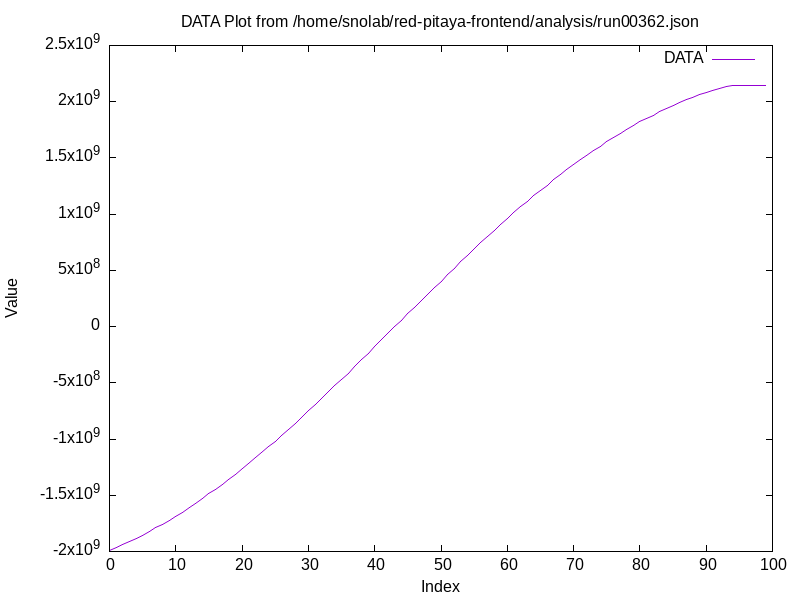 DATA Plot from /home/snolab/red-pitaya-frontend/analysis/run00362.json
DATA
2.5x10^9
2x10^9
1.5x10^9
1x10^9
5x10^8
0
-5x10^8
-1x10^9
-1.5x10^9
-2x10^9
Value
0 10 20 30 40 50 60 70 80 90 100
Index